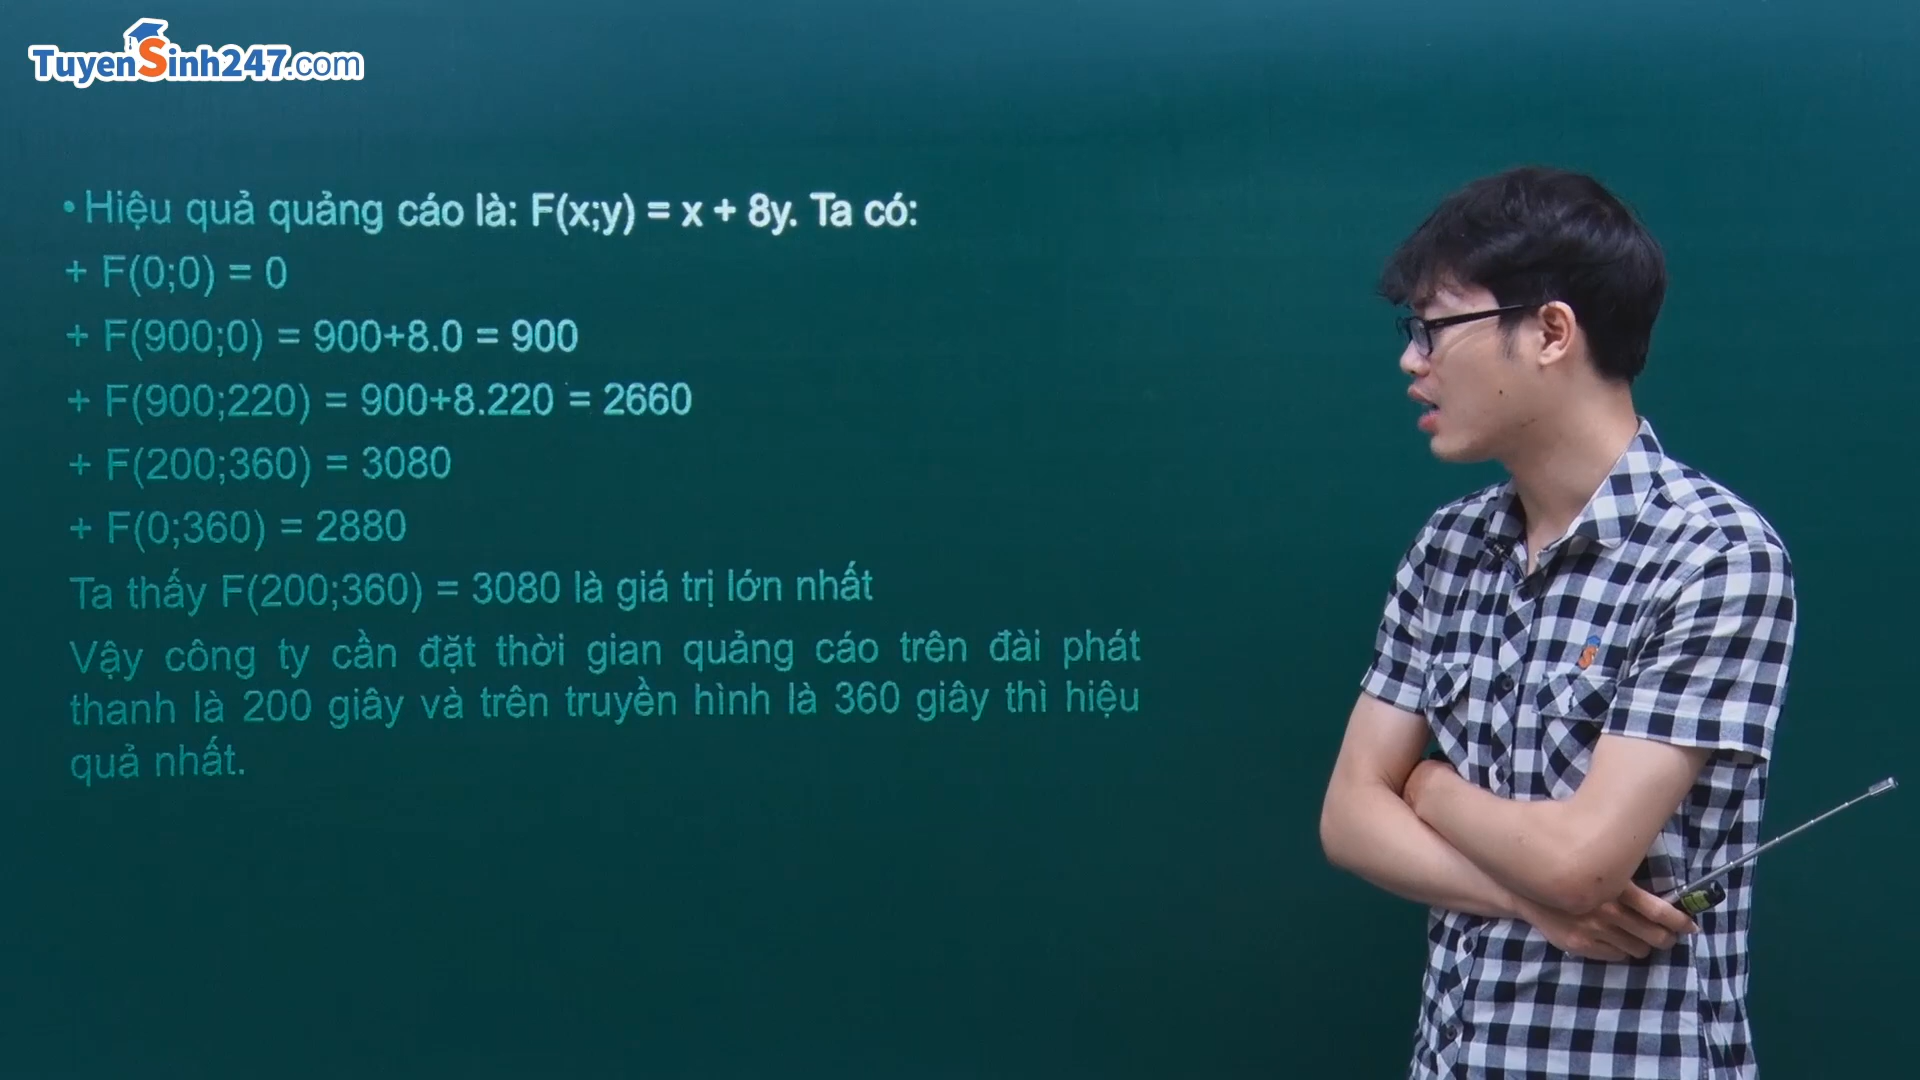 TuyenSinh247.com
• Hiệu quả quảng cáo là: F(x;y) = x + 8y. Ta có:
+ F(0;0) = 0
+ F(900;0) = 900+8.0 = 900
+ F(900;220) = 900+8.220 = 2660
+ F(200;360) = 3080
+ F(0;360) = 2880
Ta thấy F(200;360) = 3080 là giá trị lớn nhất
Vậy công ty cần đặt thời gian quảng cáo trên đài phát
thanh là 200 giây và trên truyền hình là 360 giây thì hiệu
quả nhất.